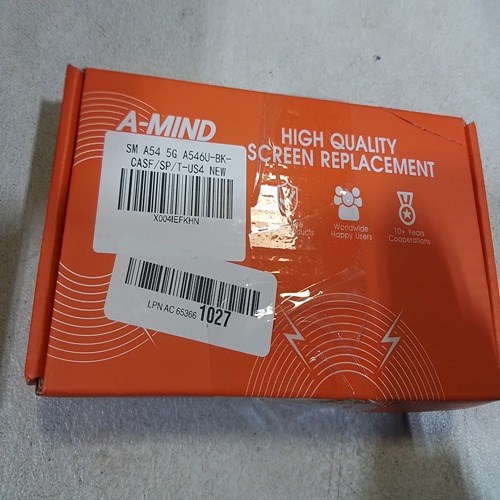 A-MIND
HIGH QUALITY
SCREEN REPLACEMENT
SM A54 5G A546U-BK-
CASF/SP/T-US4 NEW
X004IEFKHN
Worldwide
Happy Users
10+ Years
Cooperations
LPN AC 65366 1027